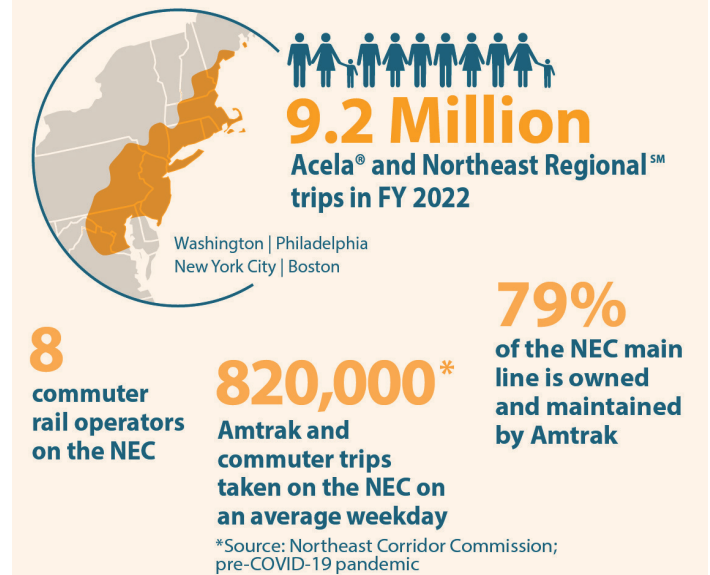 9.2 Million
Acela® and Northeast Regional℠
trips in FY 2022
Washington | Philadelphia
New York City | Boston
8
commuter
rail operators
on the NEC
820,000*
Amtrak and
commuter trips
taken on the NEC on
an average weekday
*Source: Northeast Corridor Commission;
pre-COVID-19 pandemic
79%
of the NEC main
line is owned
and maintained
by Amtrak